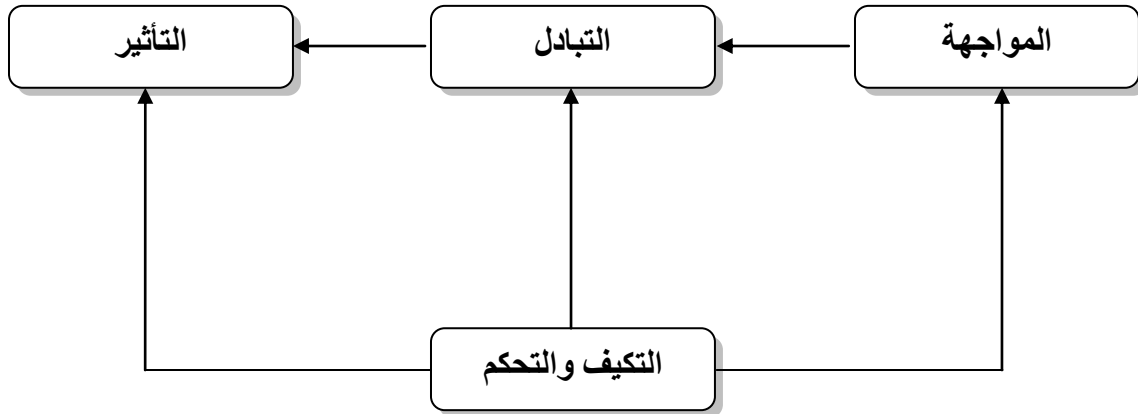 المواجهة
التبادل
التأثير
التكيف والتحكم